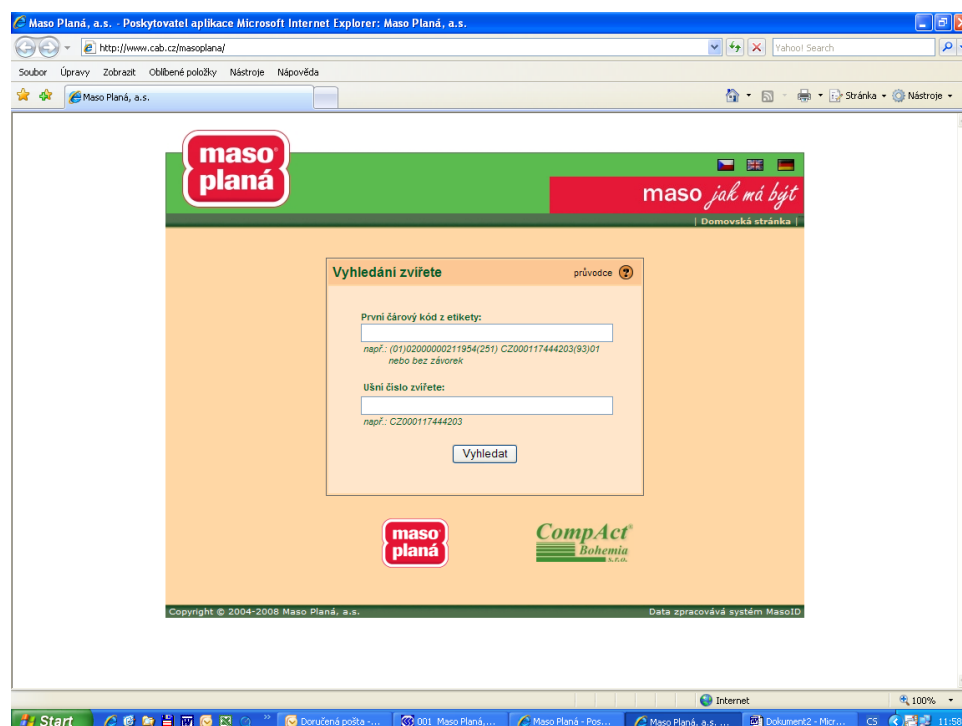 Maso Planá, a.s. - Poskytovatel aplikace Microsoft Internet Explorer: Maso Planá, a.s.
http://www.cab.cz/masoplana/
Yahoo! Search
Soubor Úpravy Zobrazit Oblíbené položky Nástroje Nápověda
Maso Planá, a.s.
Stránka
Nástroje
maso
planá
maso jak má být
| Domovská stránka |
Vyhledání zvířete
průvodce ?
První čárový kód z etikety:
např.: (01)02000000211954(251) CZ000117444203(93)01
nebo bez závorek
Ušní číslo zvířete:
např.: CZ000117444203
Vyhledat
maso
planá
CompAct®
Bohemia
s.r.o.
Copyright © 2004-2008 Maso Planá, a.s.
Data zpracovává systém MasoID
Internet
100%
Start
Doručená pošta -...
001 Maso Planá,...
Maso Planá - Pos...
Maso Planá, a.s. ...
Dokument2 - Micr...
CS
11:58